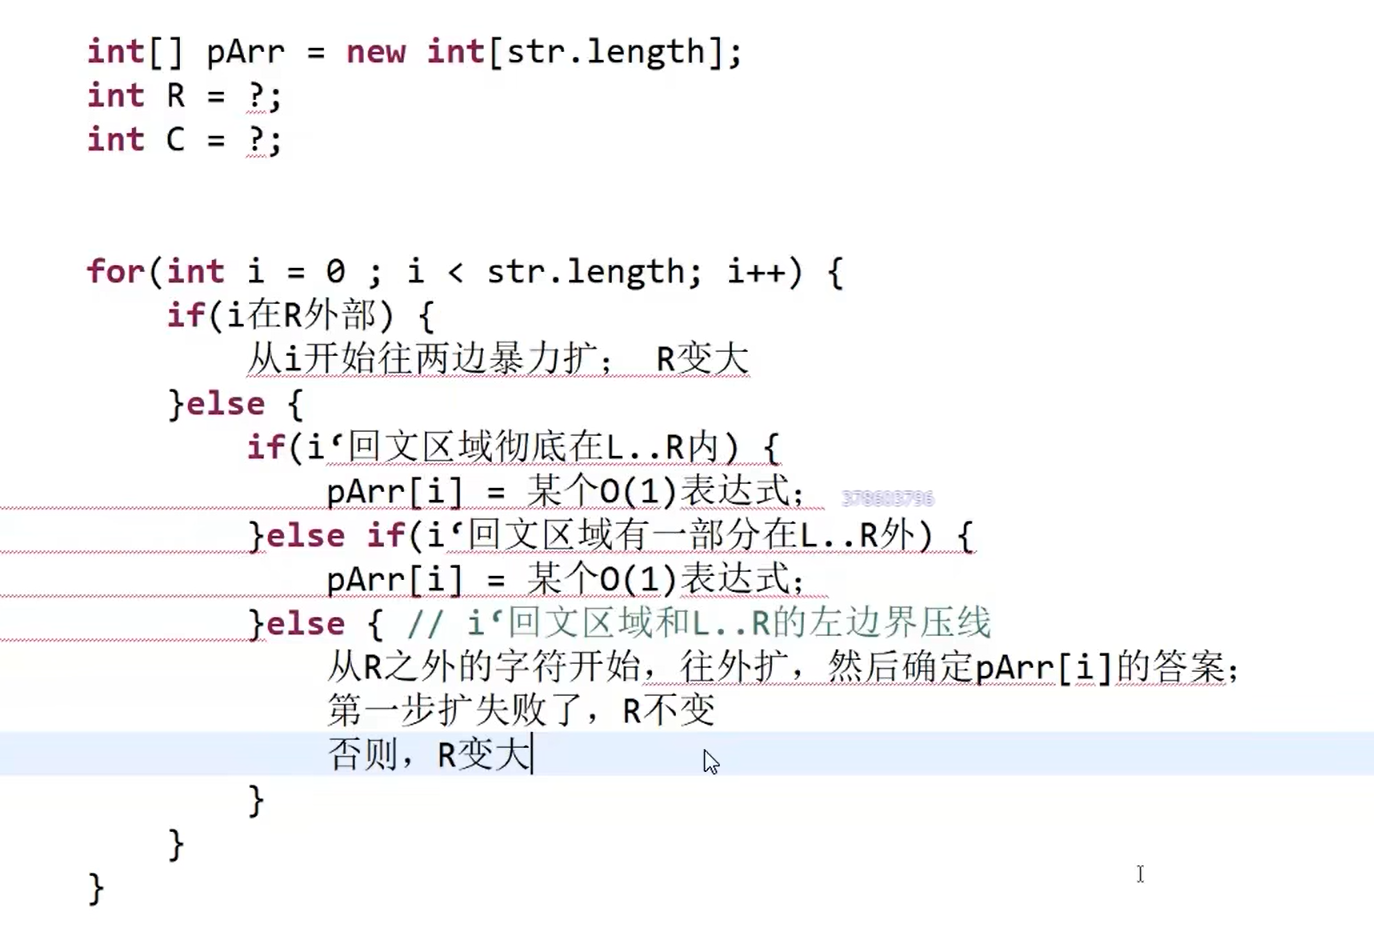 int[] pArr = new int[str.length];
int R = ?;
int C = ?;
for(int i = 0 ; i < str.length; i++) {
if(i在R外部) {
从i开始往两边暴力扩； R变大
}else {
if(i‘回文区域彻底在L..R内) {
pArr[i] = 某个O(1)表达式；
378603796
}else if(i‘回文区域有一部分在L..R外) {
pArr[i] = 某个O(1)表达式；
}else { // i‘回文区域和L..R的左边界压线
从R之外的字符开始，往外扩，然后确定pArr[i]的答案；
第一步扩失败了，R不变
否则，R变大
}
}
}